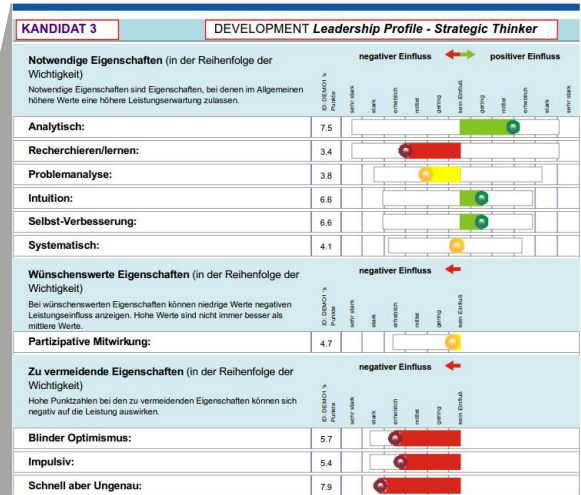 KANDIDAT 3
DEVELOPMENT Leadership Profile - Strategic Thinker
Notwendige Eigenschaften (in der Reihenfolge der
Wichtigkeit)
Notwendige Eigenschaften sind Eigenschaften, bei denen im Allgemeinen
höhere Werte eine höhere Leistungserwartung zulassen.
ID: DEMO1 %
Punkte
negativer Einfluss
positiver Einfluss
sehr stark
stark
erheblich
mittel
gering
kein Einfluß
gering
mittel
erheblich
stark
sehr stark
Analytisch: 7.5
Recherchieren/lernen: 3.4
Problemanalyse: 3.8
Intuition: 6.6
Selbst-Verbesserung: 6.6
Systematisch: 4.1
Wünschenswerte Eigenschaften (in der Reihenfolge der
Wichtigkeit)
Bei wünschenswerten Eigenschaften können niedrige Werte negativen
Leistungseinfluss anzeigen. Hohe Werte sind nicht immer besser als
mittlere Werte.
ID: DEMO1 %
Punkte
negativer Einfluss
sehr stark
stark
erheblich
mittel
gering
kein Einfluß
Partizipative Mitwirkung: 4.7
Zu vermeidende Eigenschaften (in der Reihenfolge der
Wichtigkeit)
Hohe Punktzahlen bei den zu vermeidenden Eigenschaften können sich
negativ auf die Leistung auswirken.
ID: DEMO1 %
Punkte
negativer Einfluss
sehr stark
stark
erheblich
mittel
gering
kein Einfluß
Blinder Optimismus: 5.7
Impulsiv: 5.4
Schnell aber Ungenau: 7.9